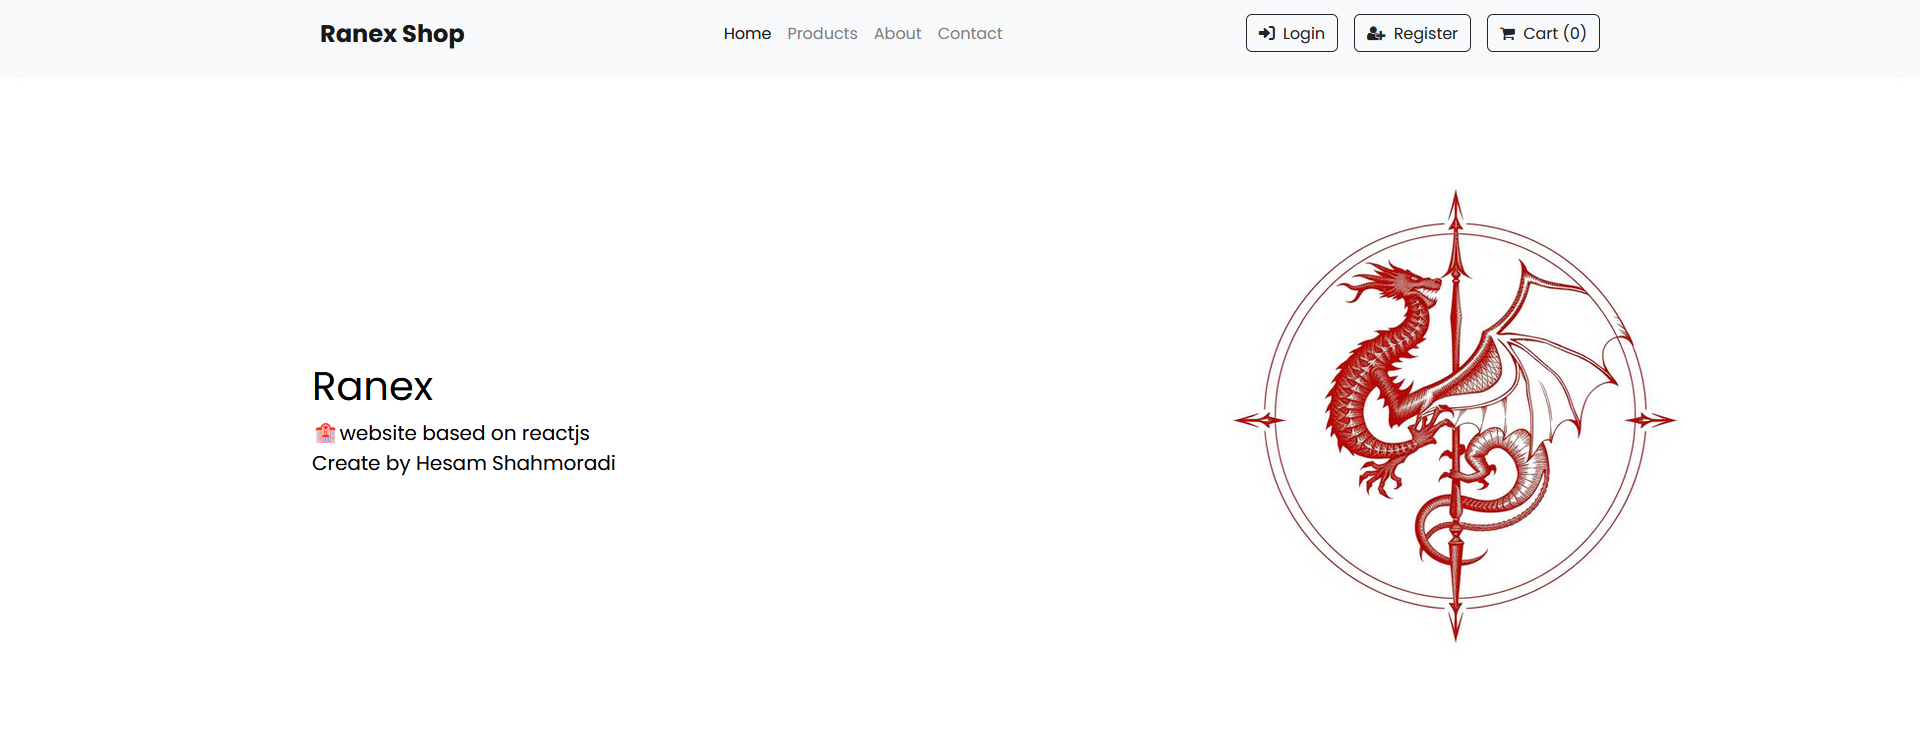 Ranex Shop
Home Products About Contact
Login Register Cart (0)
Ranex
🏩website based on reactjs
Create by Hesam Shahmoradi